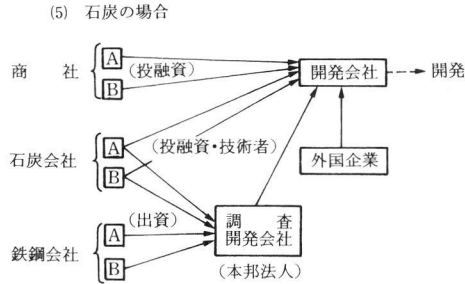 (5) 石炭の場合
商社
A
B
(投融資)
開発会社
開発
石炭会社
A
B
(投融資・技術者)
外国企業
鉄鋼会社
A
B
(出資)
調査
開発会社
(本邦法人)